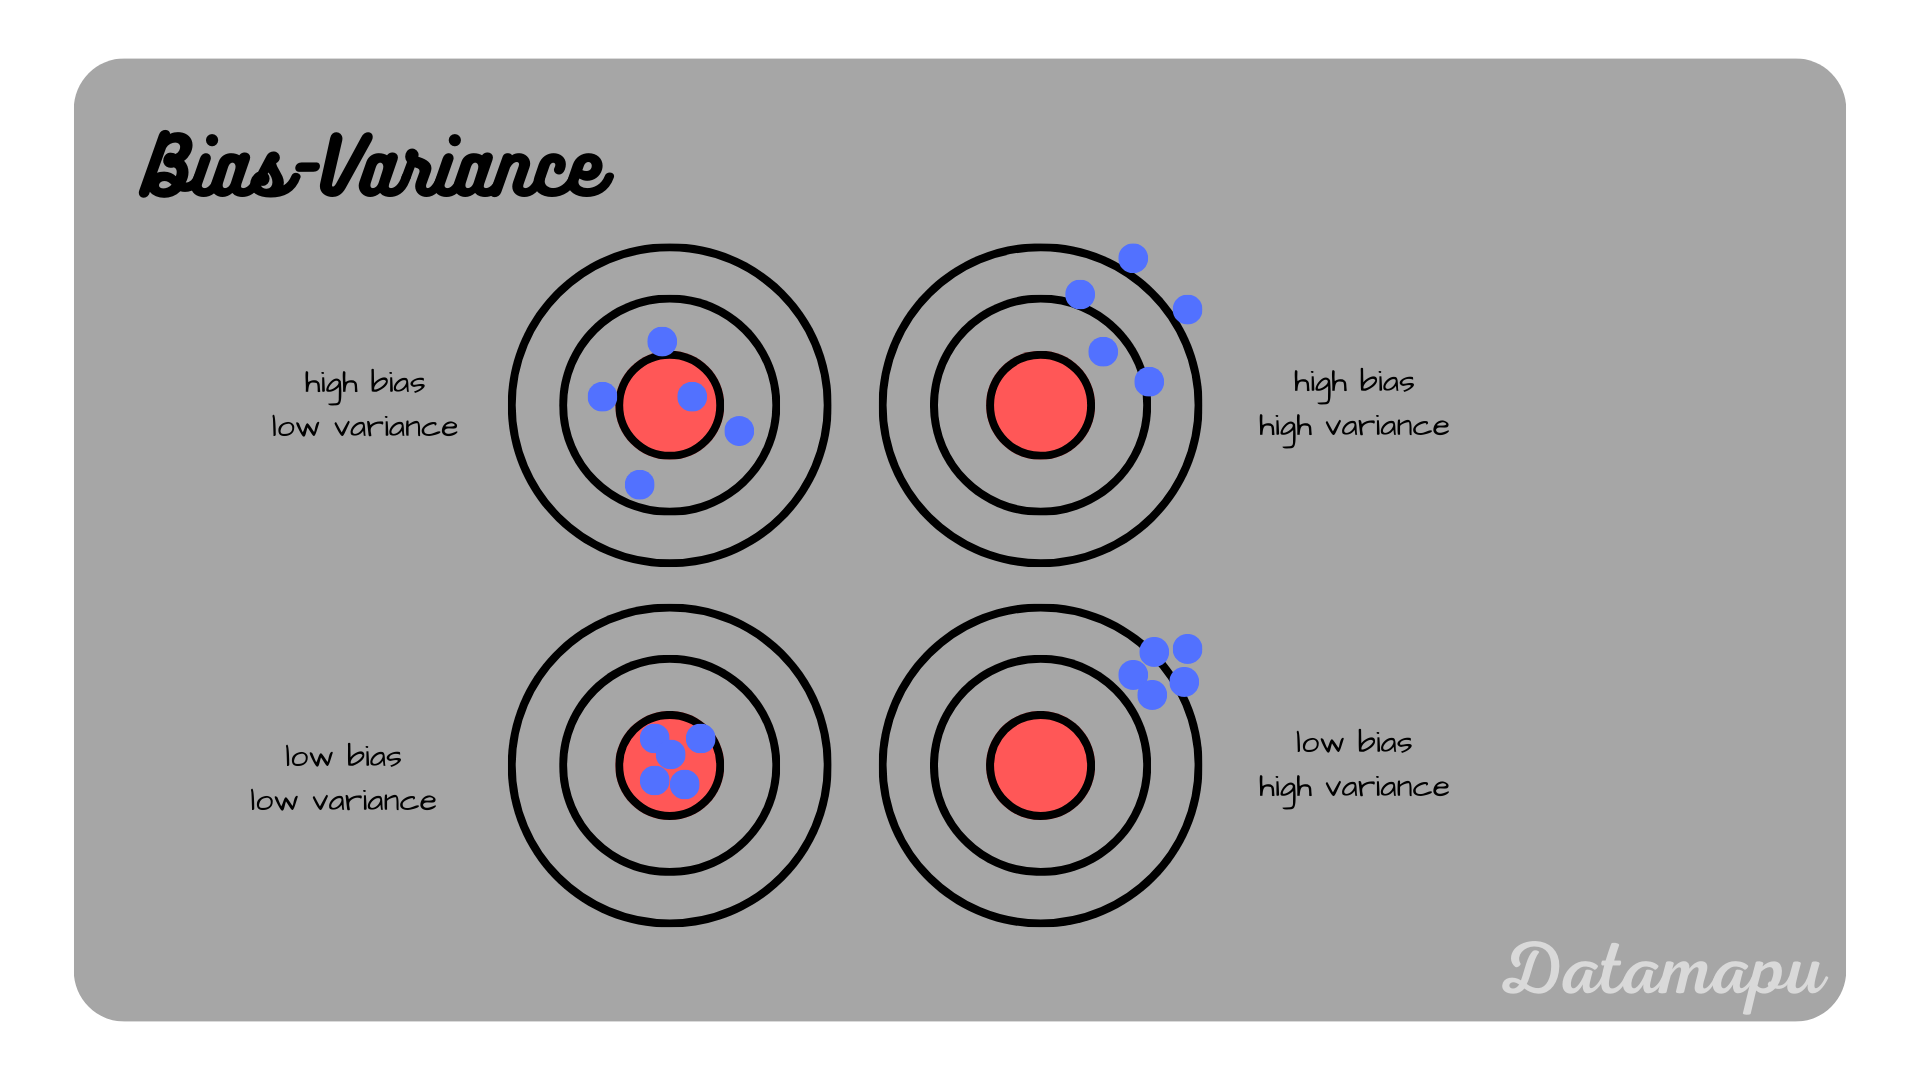 Bias-Variance
high bias
low variance
high bias
high variance
low bias
low variance
low bias
high variance
Datamapu